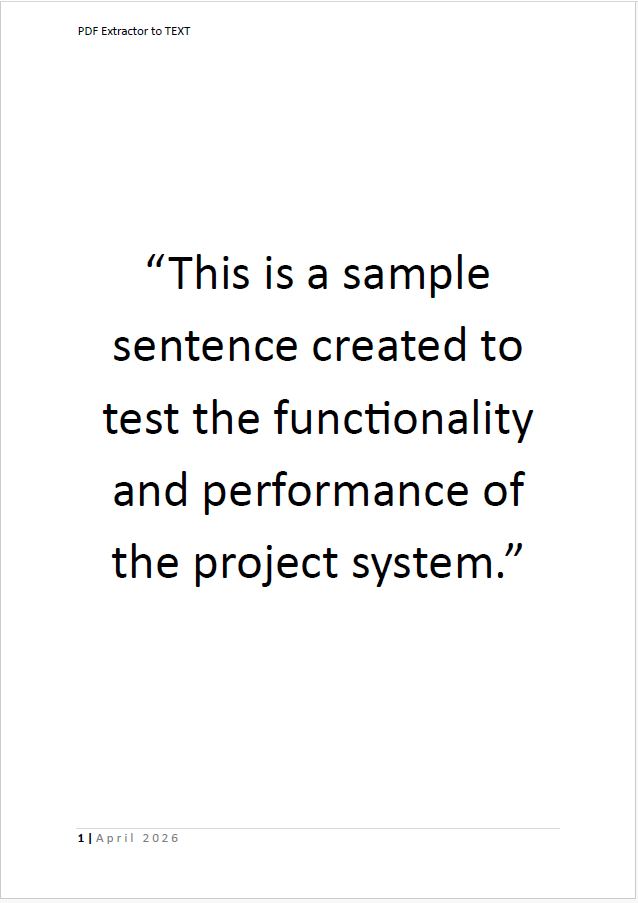 PDF Extractor to TEXT
“This is a sample
sentence created to
test the functionality
and performance of
the project system.”
1 | April 2026